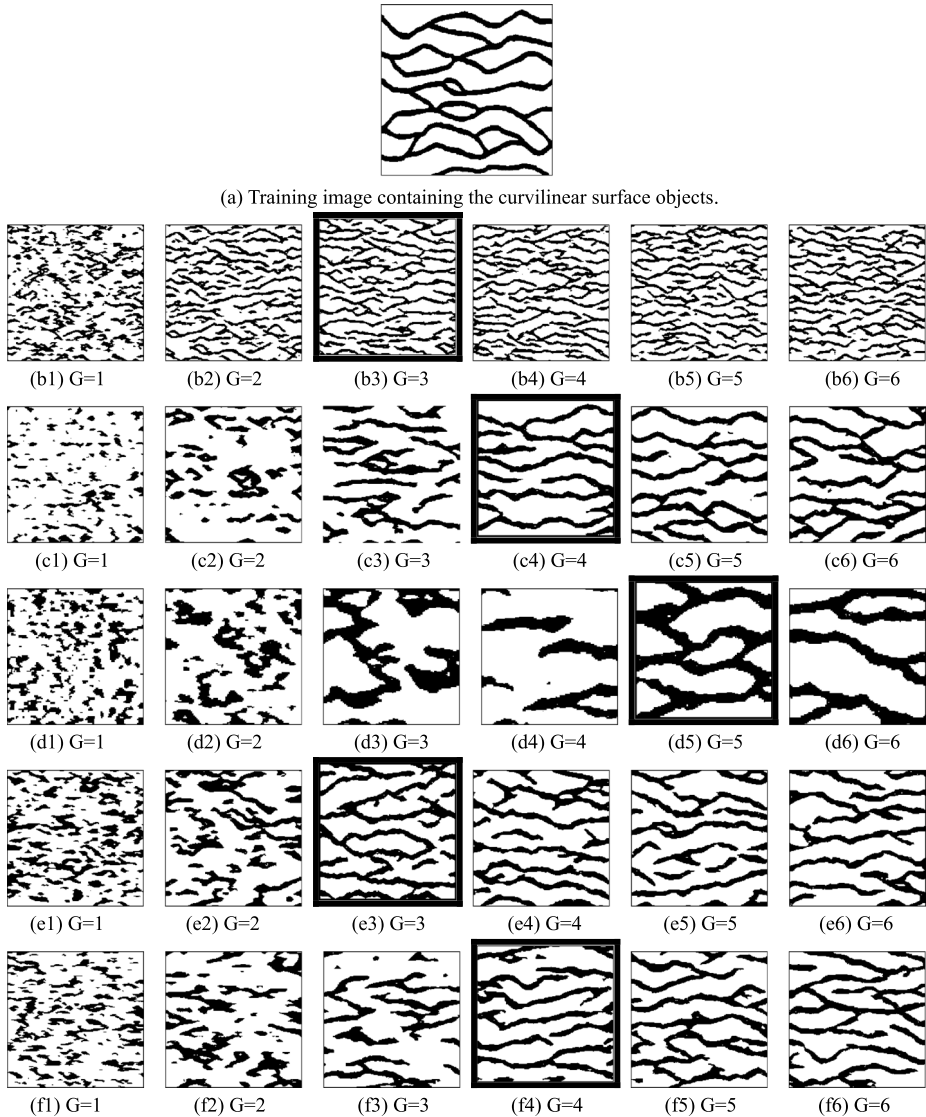 (a) Training image containing the curvilinear surface objects.
(b1) G=1 (b2) G=2 (b3) G=3 (b4) G=4 (b5) G=5 (b6) G=6
(c1) G=1 (c2) G=2 (c3) G=3 (c4) G=4 (c5) G=5 (c6) G=6
(d1) G=1 (d2) G=2 (d3) G=3 (d4) G=4 (d5) G=5 (d6) G=6
(e1) G=1 (e2) G=2 (e3) G=3 (e4) G=4 (e5) G=5 (e6) G=6
(f1) G=1 (f2) G=2 (f3) G=3 (f4) G=4 (f5) G=5 (f6) G=6